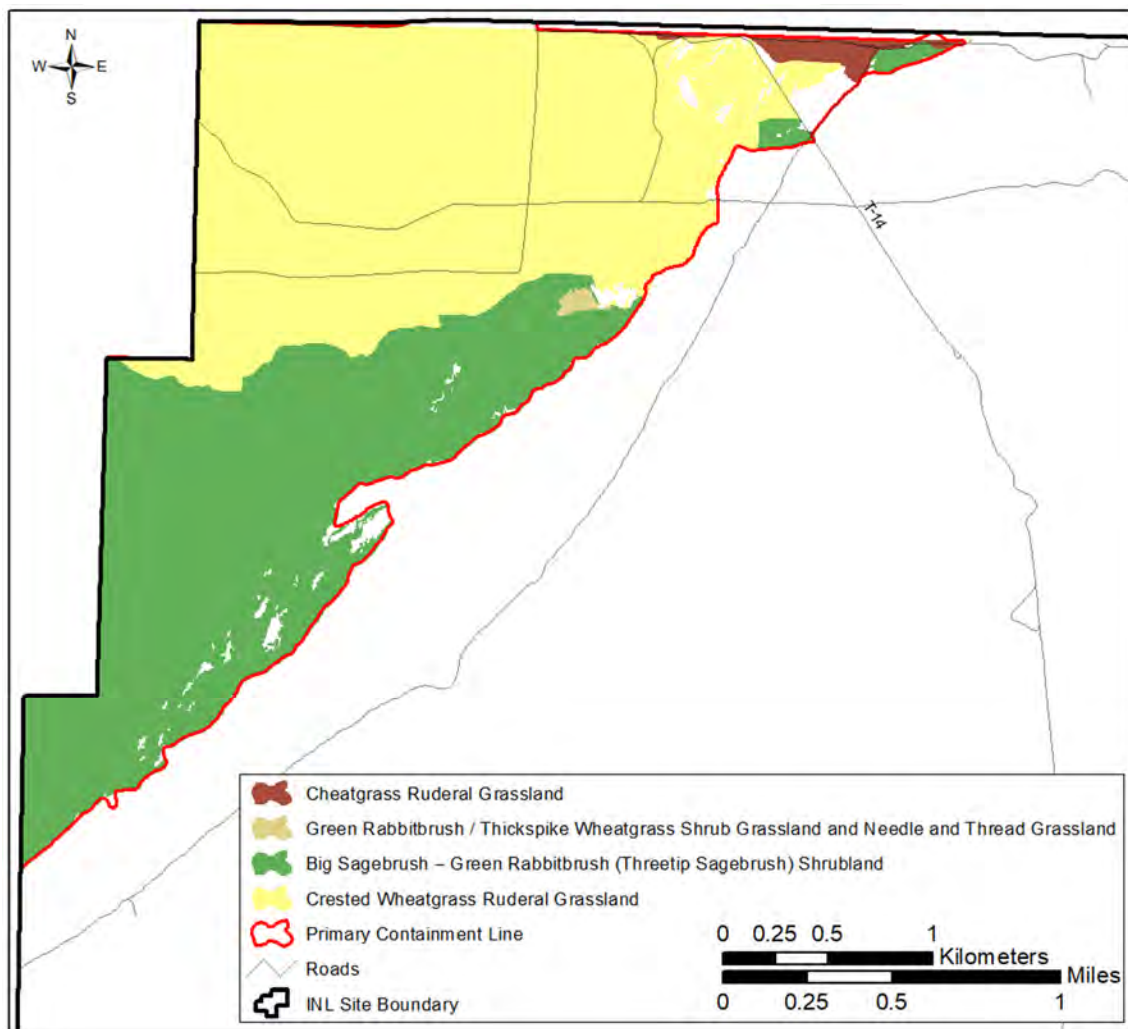 N
W E
S
T-14
Cheatgrass Ruderal Grassland
Green Rabbitbrush / Thickspike Wheatgrass Shrub Grassland and Needle and Thread Grassland
Big Sagebrush – Green Rabbitbrush (Threetip Sagebrush) Shrubland
Crested Wheatgrass Ruderal Grassland
Primary Containment Line
Roads
INL Site Boundary
0 0.25 0.5 1
Kilometers
Miles
0 0.25 0.5 1